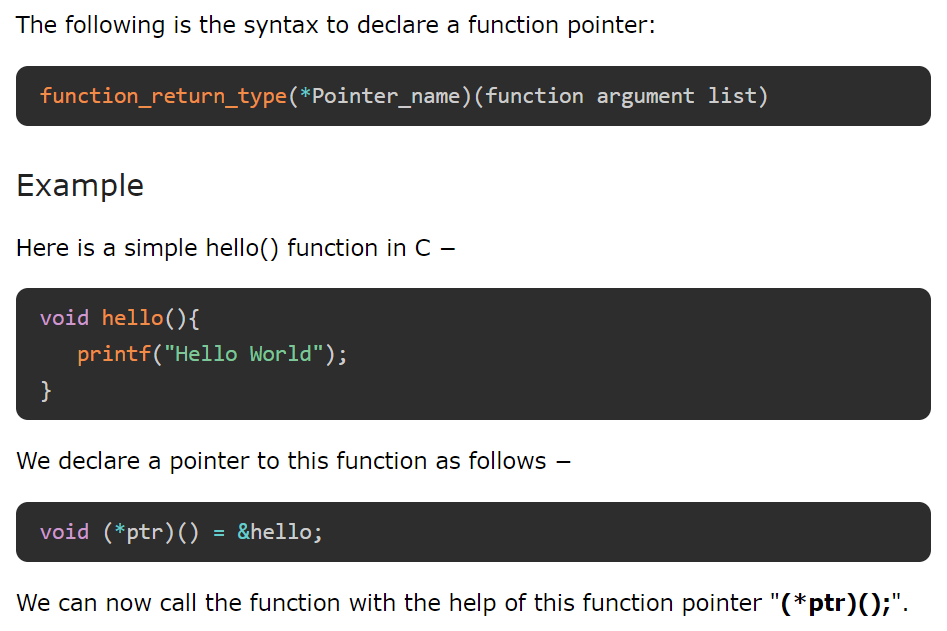 The following is the syntax to declare a function pointer:
function_return_type(*Pointer_name)(function argument list)
Example
Here is a simple hello() function in C −
void hello(){
   printf("Hello World");
}
We declare a pointer to this function as follows −
void (*ptr)() = &hello;
We can now call the function with the help of this function pointer "(*ptr)();".